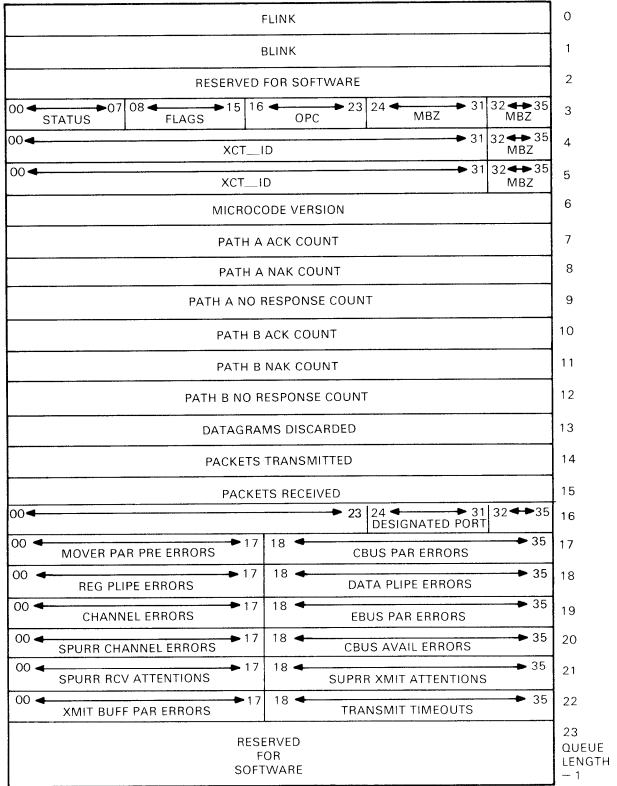 FLINK 0
BLINK 1
RESERVED FOR SOFTWARE 2
00 07 08 15 16 23 24 31 32 35 3
STATUS FLAGS OPC MBZ MBZ
00 31 32 35 4
XCT__ID MBZ
00 31 32 35 5
XCT__ID MBZ
MICROCODE VERSION 6
PATH A ACK COUNT 7
PATH A NAK COUNT 8
PATH A NO RESPONSE COUNT 9
PATH B ACK COUNT 10
PATH B NAK COUNT 11
PATH B NO RESPONSE COUNT 12
DATAGRAMS DISCARDED 13
PACKETS TRANSMITTED 14
PACKETS RECEIVED 15
00 23 24 31 32 35 16
DESIGNATED PORT
00 17 18 35 17
MOVER PAR PRE ERRORS CBUS PAR ERRORS
00 17 18 35 18
REG PLIPE ERRORS DATA PLIPE ERRORS
00 17 18 35 19
CHANNEL ERRORS EBUS PAR ERRORS
00 17 18 35 20
SPURR CHANNEL ERRORS CBUS AVAIL ERRORS
00 17 18 35 21
SPURR RCV ATTENTIONS SUPRR XMIT ATTENTIONS
00 17 18 35 22
XMIT BUFF PAR ERRORS TRANSMIT TIMEOUTS
RESERVED
FOR
SOFTWARE
23
QUEUE
LENGTH
– 1